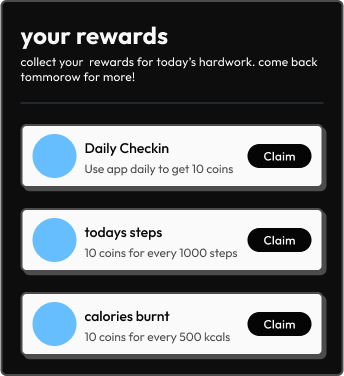 your rewards
collect your  rewards for today's hardwork. come back
tommorow for more!
Daily Checkin
Use app daily to get 10 coins
Claim
todays steps
10 coins for every 1000 steps
Claim
calories burnt
10 coins for every 500 kcals
Claim